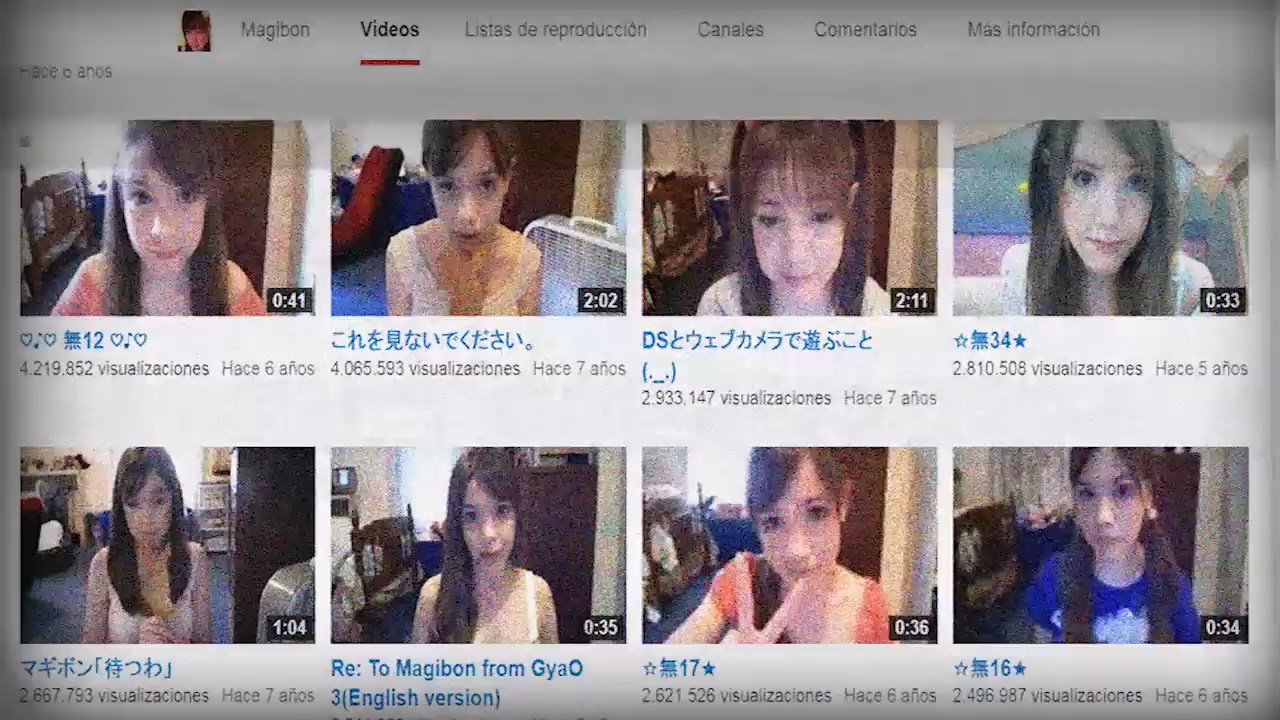 Magibon Vídeos Listas de reproducción Canales Comentarios Más información
Hace 6 años
0:41 2:02 2:11 0:33
♡♪♡ 無12 ♡♪♡ これを見ないでください。 DSとウェブカメラで遊ぶこと ☆無34★
4.219.852 visualizaciones Hace 6 años 4.065.593 visualizaciones Hace 7 años (._.) 2.810.508 visualizaciones Hace 5 años
2.933.147 visualizaciones Hace 7 años
1:04 0:35 0:36 0:34
マギボン「待つわ」 Re: To Magibon from GyaO ☆無17★ ☆無16★
2.667.793 visualizaciones Hace 7 años 3(English version) 2.621.526 visualizaciones Hace 6 años 2.496.987 visualizaciones Hace 6 años